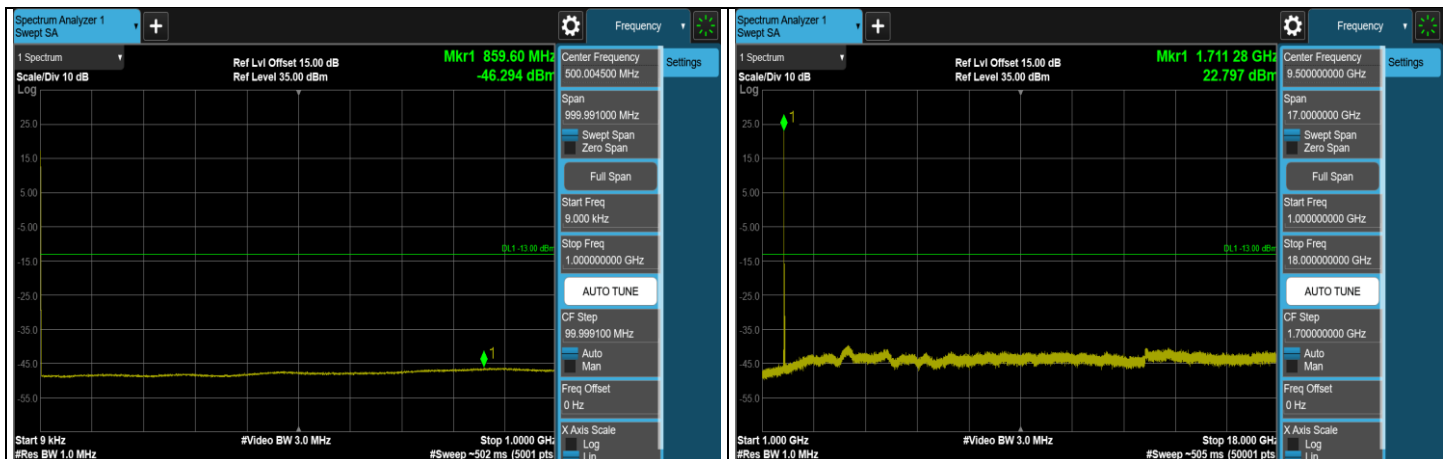 Spectrum Analyzer 1
Swept SA
+
Frequency
1 Spectrum
Scale/Div 10 dB
Log
Ref Lvl Offset 15.00 dB
Ref Level 35.00 dBm
Mkr1 859.60 MHz
-46.294 dBm
25.0
15.0
5.00
-5.00
-15.0
-25.0
-35.0
-45.0
-55.0
DL1 -13.00 dBm
1
Start 9 kHz
#Res BW 1.0 MHz
#Video BW 3.0 MHz
Stop 1.0000 GHz
#Sweep ~502 ms (5001 pts
Center Frequency
500.004500 MHz
Span
999.991000 MHz
Swept Span
Zero Span
Full Span
Start Freq
9.000 kHz
Stop Freq
1.000000000 GHz
AUTO TUNE
CF Step
99.999100 MHz
Auto
Man
Freq Offset
0 Hz
X Axis Scale
Log
Lin
Settings
Spectrum Analyzer 1
Swept SA
+
Frequency
1 Spectrum
Scale/Div 10 dB
Log
Ref Lvl Offset 15.00 dB
Ref Level 35.00 dBm
Mkr1 1.711 28 GHz
22.797 dBm
25.0
15.0
5.00
-5.00
-15.0
-25.0
-35.0
-45.0
-55.0
DL1 -13.00 dBm
1
Start 1.000 GHz
#Res BW 1.0 MHz
#Video BW 3.0 MHz
Stop 18.000 GHz
#Sweep ~505 ms (50001 pts
Center Frequency
9.500000000 GHz
Span
17.0000000 GHz
Swept Span
Zero Span
Full Span
Start Freq
1.000000000 GHz
Stop Freq
18.000000000 GHz
AUTO TUNE
CF Step
1.700000000 GHz
Auto
Man
Freq Offset
0 Hz
X Axis Scale
Log
Lin
Settings